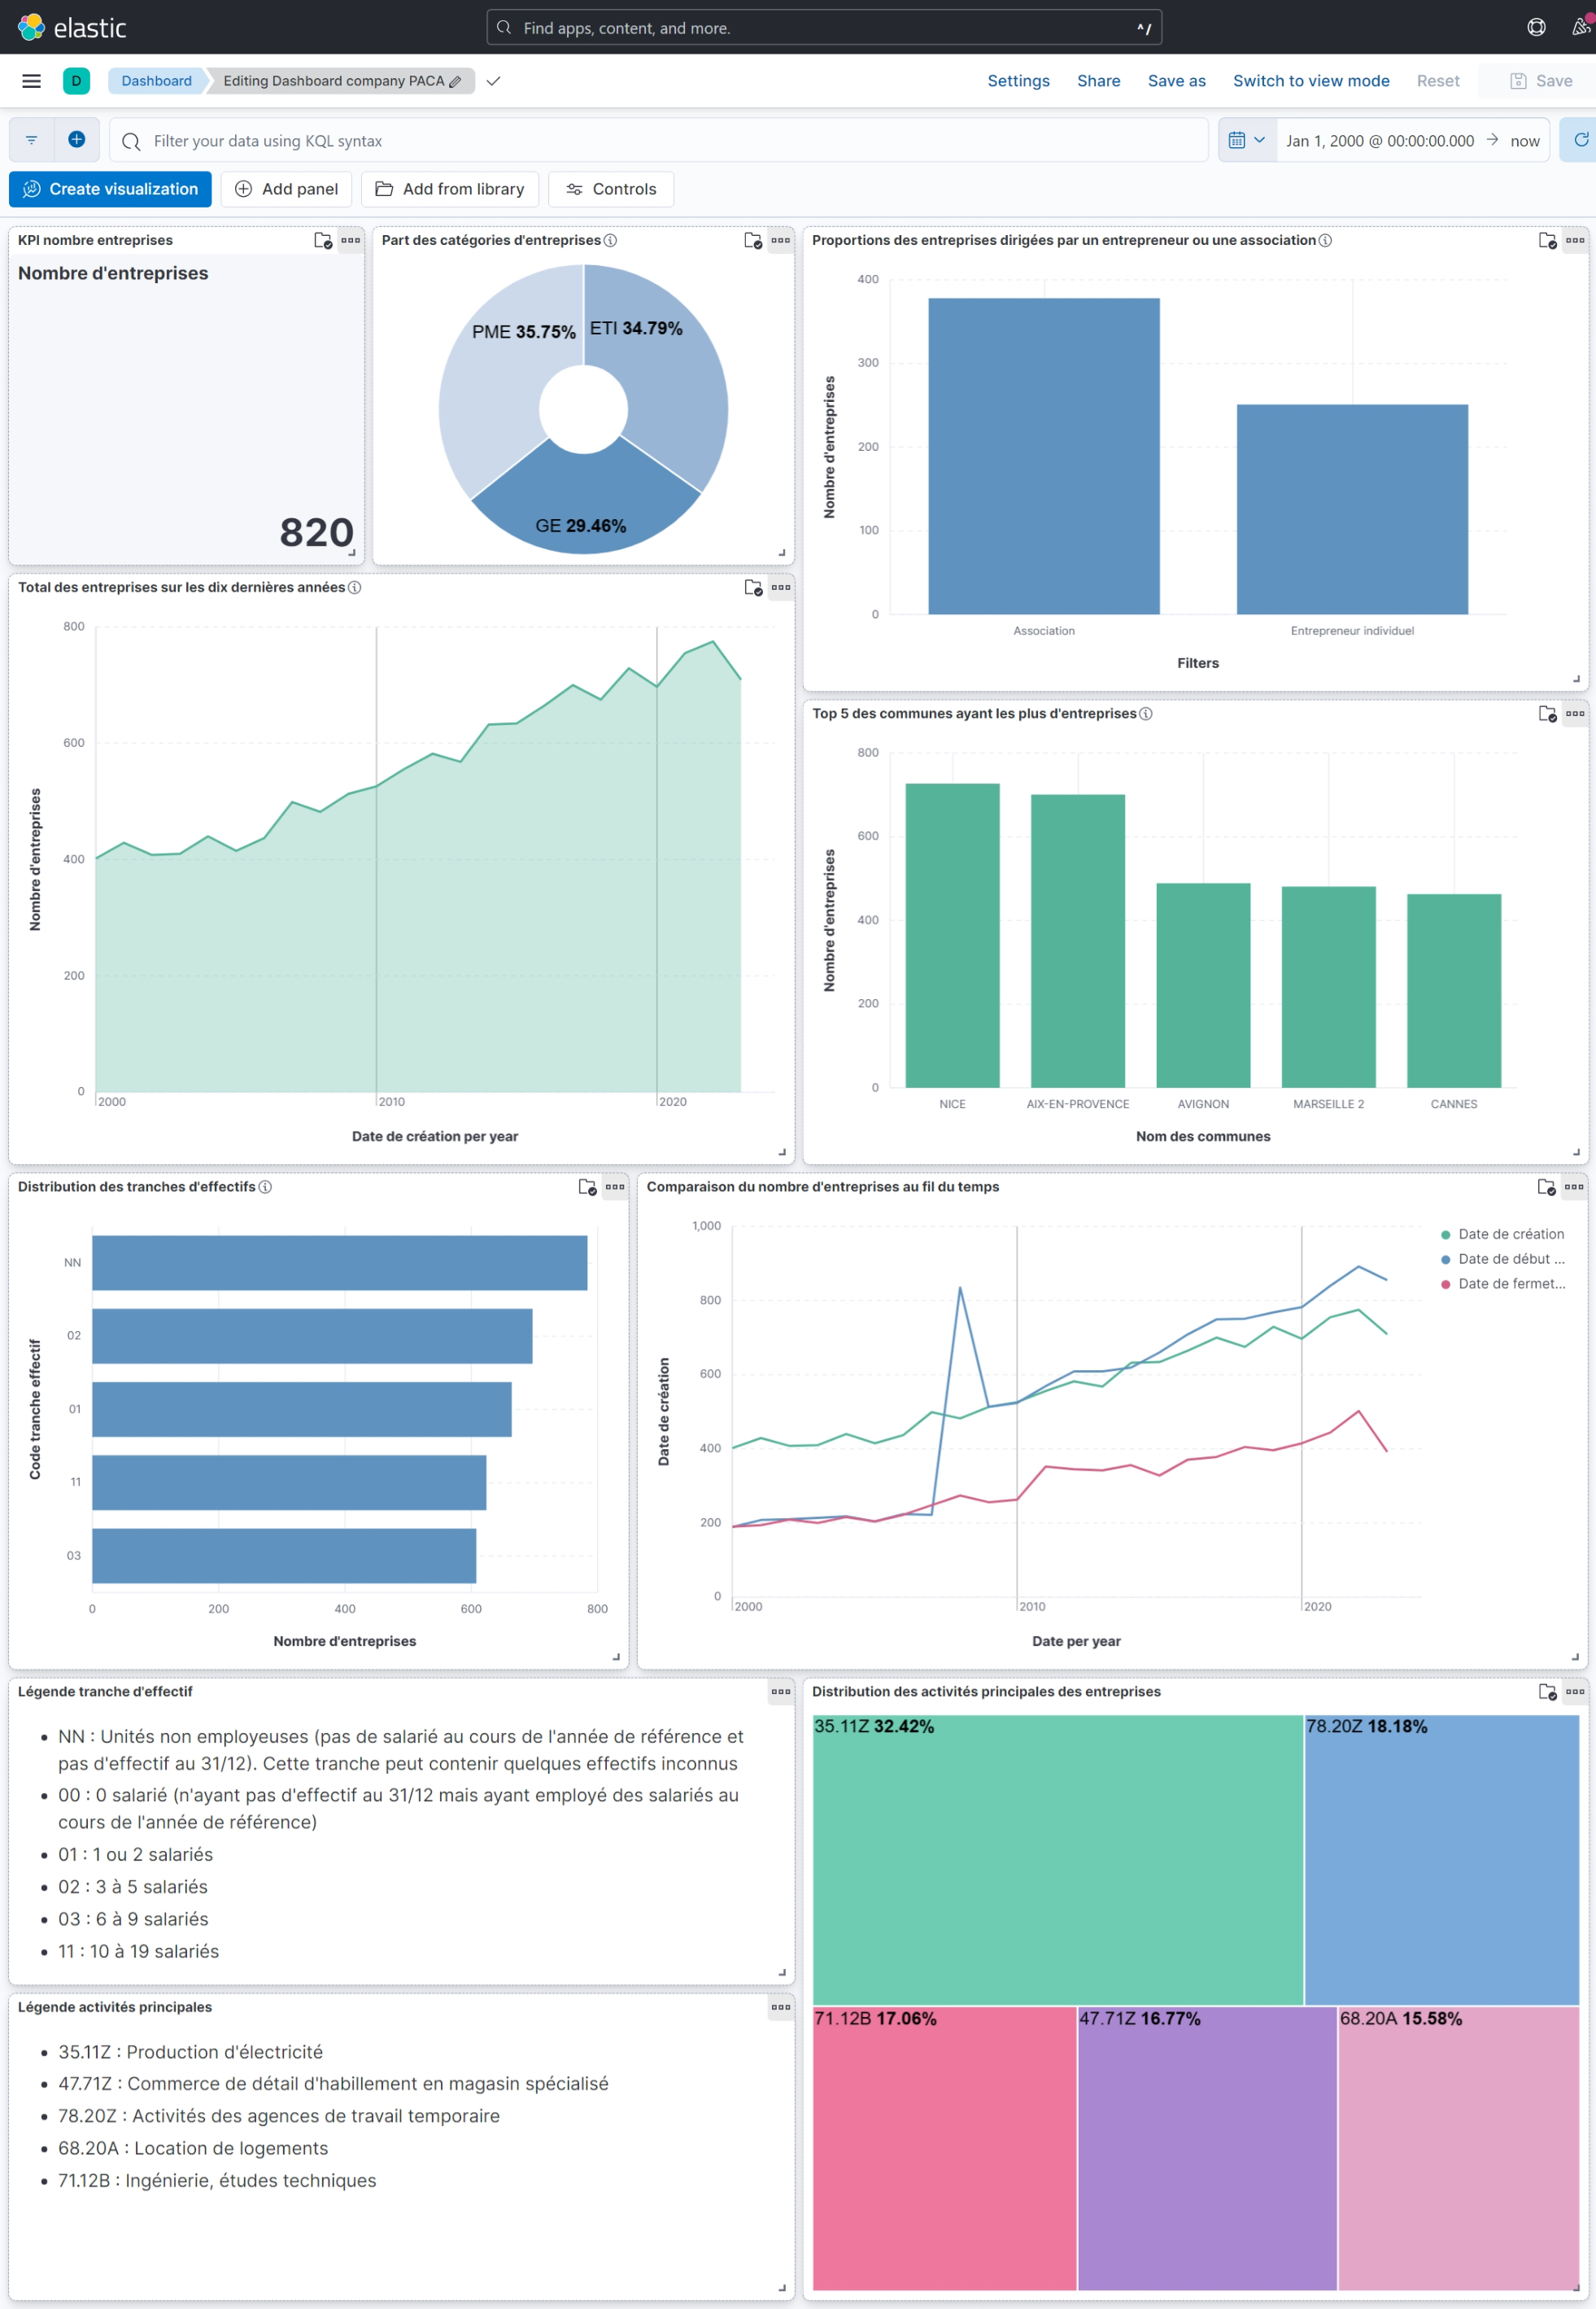 elastic
Find apps, content, and more.
^/
D
Dashboard
Editing Dashboard company PACA
Settings
Share
Save as
Switch to view mode
Reset
Save
Filter your data using KQL syntax
Jan 1, 2000 @ 00:00:00.000 → now
Create visualization
Add panel
Add from library
Controls
KPI nombre entreprises
Nombre d'entreprises
820
Part des catégories d'entreprises
PME 35.75%
ETI 34.79%
GE 29.46%
Proportions des entreprises dirigées par un entrepreneur ou une association
Nombre d'entreprises
400
300
200
100
0
Association
Entrepreneur individuel
Filters
Total des entreprises sur les dix dernières années
Nombre d'entreprises
800
600
400
200
0
2000
2010
2020
Date de création per year
Top 5 des communes ayant les plus d'entreprises
Nombre d'entreprises
800
600
400
200
0
NICE
AIX-EN-PROVENCE
AVIGNON
MARSEILLE 2
CANNES
Nom des communes
Distribution des tranches d'effectifs
Code tranche effectif
NN
02
01
11
03
0
200
400
600
800
Nombre d'entreprises
Comparaison du nombre d'entreprises au fil du temps
Date de création
1,000
800
600
400
200
0
2000
2010
2020
Date per year
Date de création
Date de début ...
Date de fermet...
Légende tranche d'effectif
• NN : Unités non employeuses (pas de salarié au cours de l'année de référence et
pas d'effectif au 31/12). Cette tranche peut contenir quelques effectifs inconnus
• 00 : 0 salarié (n'ayant pas d'effectif au 31/12 mais ayant employé des salariés au
cours de l'année de référence)
• 01 : 1 ou 2 salariés
• 02 : 3 à 5 salariés
• 03 : 6 à 9 salariés
• 11 : 10 à 19 salariés
Distribution des activités principales des entreprises
35.11Z 32.42%
78.20Z 18.18%
71.12B 17.06%
47.71Z 16.77%
68.20A 15.58%
Légende activités principales
• 35.11Z : Production d'électricité
• 47.71Z : Commerce de détail d'habillement en magasin spécialisé
• 78.20Z : Activités des agences de travail temporaire
• 68.20A : Location de logements
• 71.12B : Ingénierie, études techniques